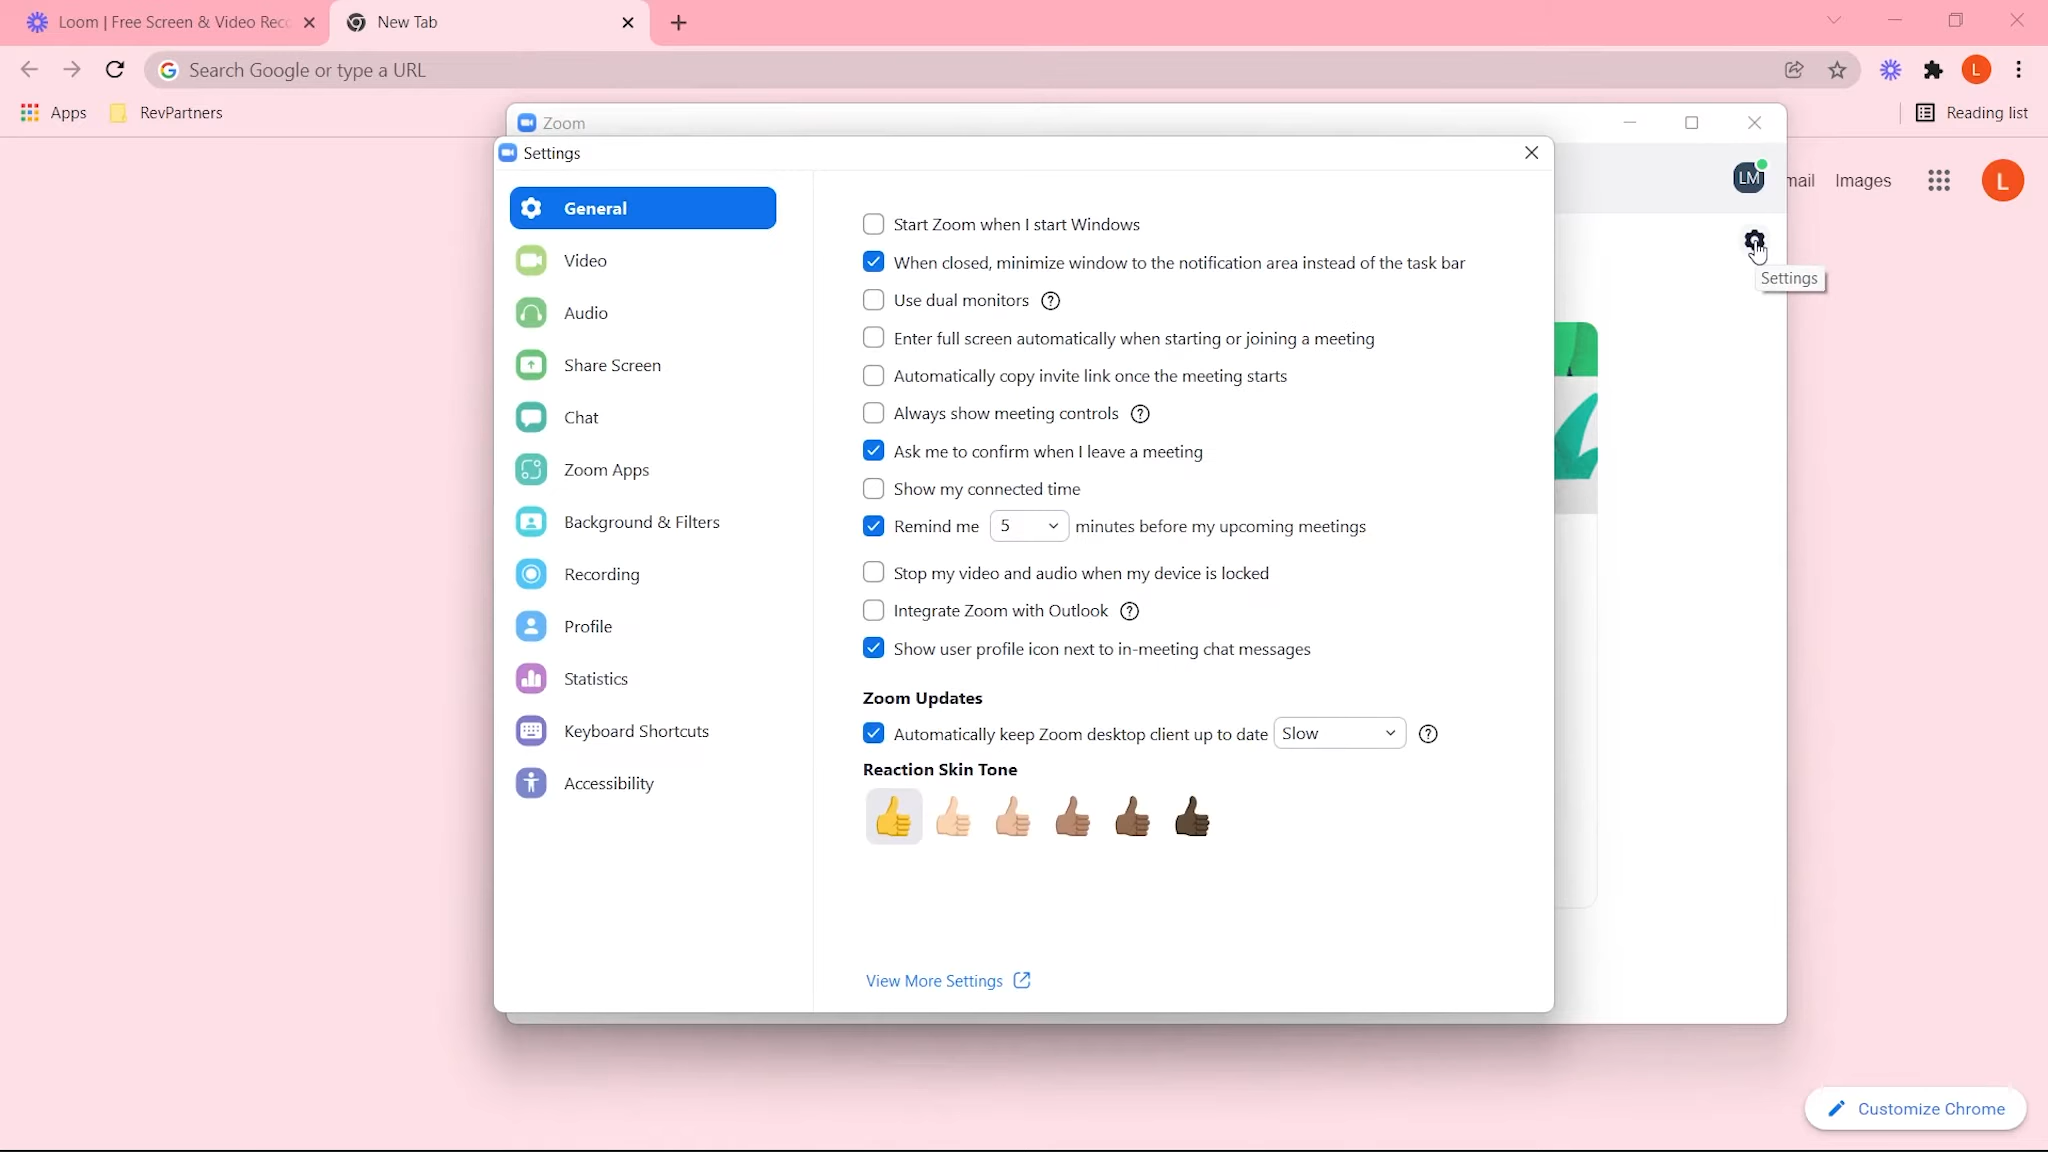 Loom | Free Screen & Video Rec
New Tab
Search Google or type a URL
L
Apps
RevPartners
Reading list
Zoom
Settings
LM
mail
Images
L
Settings
General
Video
Audio
Share Screen
Chat
Zoom Apps
Background & Filters
Recording
Profile
Statistics
Keyboard Shortcuts
Accessibility
Start Zoom when I start Windows
When closed, minimize window to the notification area instead of the task bar
Use dual monitors ?
Enter full screen automatically when starting or joining a meeting
Automatically copy invite link once the meeting starts
Always show meeting controls ?
Ask me to confirm when I leave a meeting
Show my connected time
Remind me 5 minutes before my upcoming meetings
Stop my video and audio when my device is locked
Integrate Zoom with Outlook ?
Show user profile icon next to in-meeting chat messages
Zoom Updates
Automatically keep Zoom desktop client up to date Slow ?
Reaction Skin Tone
View More Settings
Customize Chrome